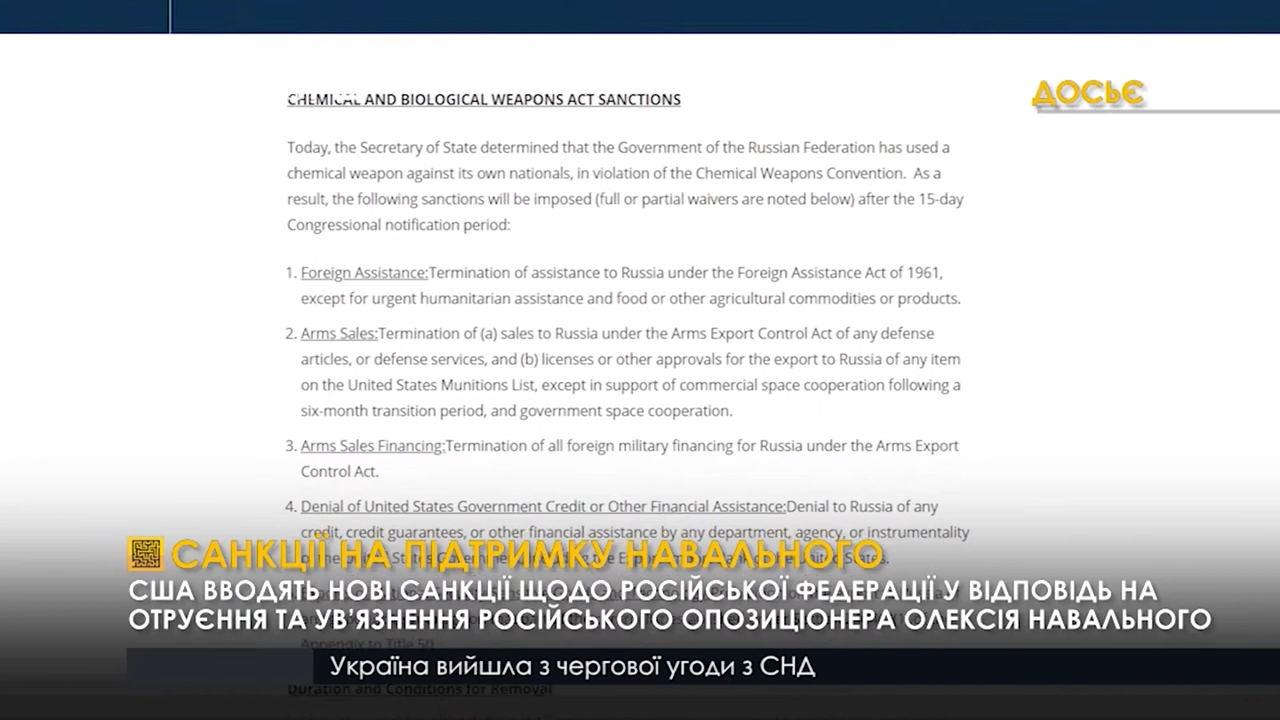 CHEMICAL AND BIOLOGICAL WEAPONS ACT SANCTIONS
ДОСЬЄ
Today, the Secretary of State determined that the Government of the Russian Federation has used a
chemical weapon against its own nationals, in violation of the Chemical Weapons Convention. As a
result, the following sanctions will be imposed (full or partial waivers are noted below) after the 15-day
Congressional notification period:
1. Foreign Assistance:Termination of assistance to Russia under the Foreign Assistance Act of 1961,
except for urgent humanitarian assistance and food or other agricultural commodities or products.
2. Arms Sales:Termination of (a) sales to Russia under the Arms Export Control Act of any defense
articles, or defense services, and (b) licenses or other approvals for the export to Russia of any item
on the United States Munitions List, except in support of commercial space cooperation following a
six-month transition period, and government space cooperation.
3. Arms Sales Financing:Termination of all foreign military financing for Russia under the Arms Export
Control Act.
4. Denial of United States Government Credit or Other Financial Assistance:Denial to Russia of any
credit, credit guarantees, or other financial assistance by any department, agency, or instrumentality
САНКЦІЇ НА ПІДТРИМКУ НАВАЛЬНОГО
США ВВОДЯТЬ НОВІ САНКЦІЇ ЩОДО РОСІЙСЬКОЇ ФЕДЕРАЦІЇ У ВІДПОВІДЬ НА
ОТРУЄННЯ ТА УВ’ЯЗНЕННЯ РОСІЙСЬКОГО ОПОЗИЦІОНЕРА ОЛЕКСІЯ НАВАЛЬНОГО
Appendix to Title 50
Україна вийшла з чергової угоди з СНД
Duration and Conditions for Removal